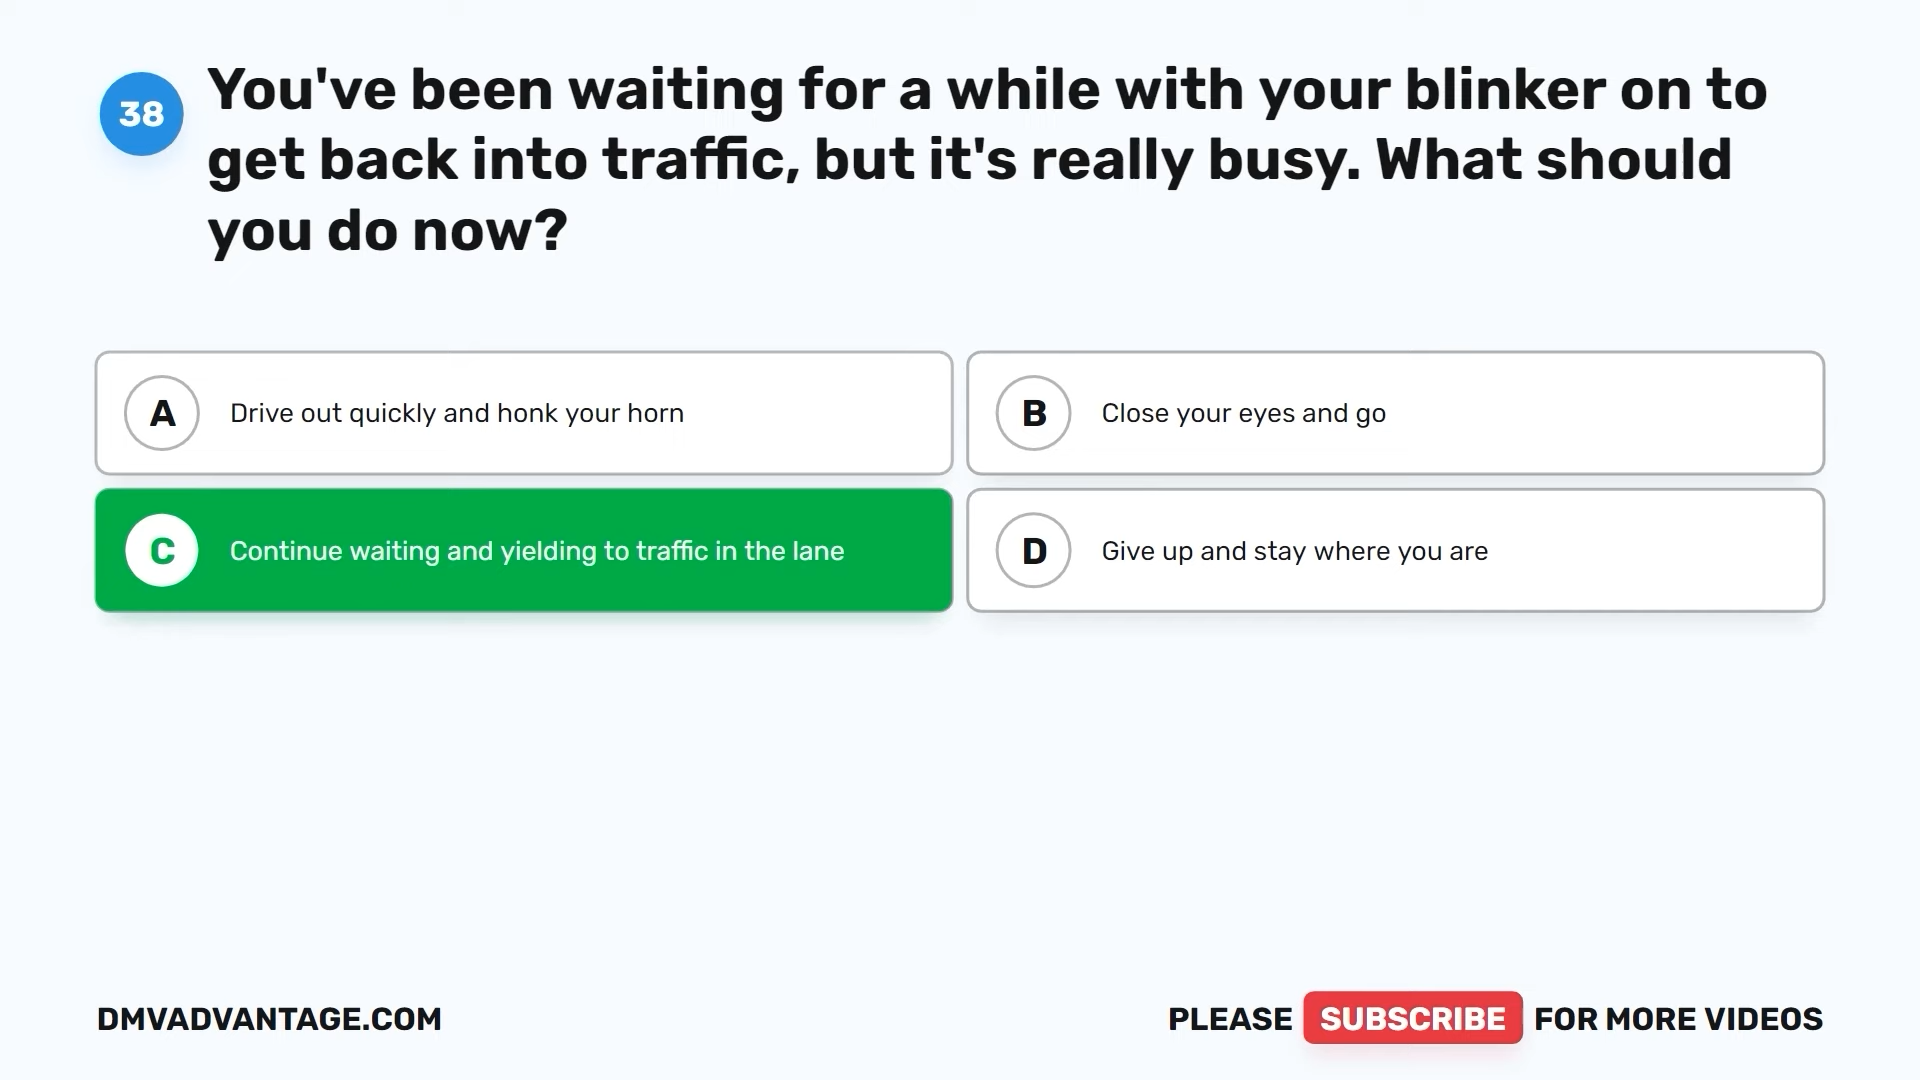 38
You've been waiting for a while with your blinker on to
get back into traffic, but it's really busy. What should
you do now?
A Drive out quickly and honk your horn
B Close your eyes and go
C Continue waiting and yielding to traffic in the lane
D Give up and stay where you are
DMVADVANTAGE.COM
PLEASE SUBSCRIBE FOR MORE VIDEOS